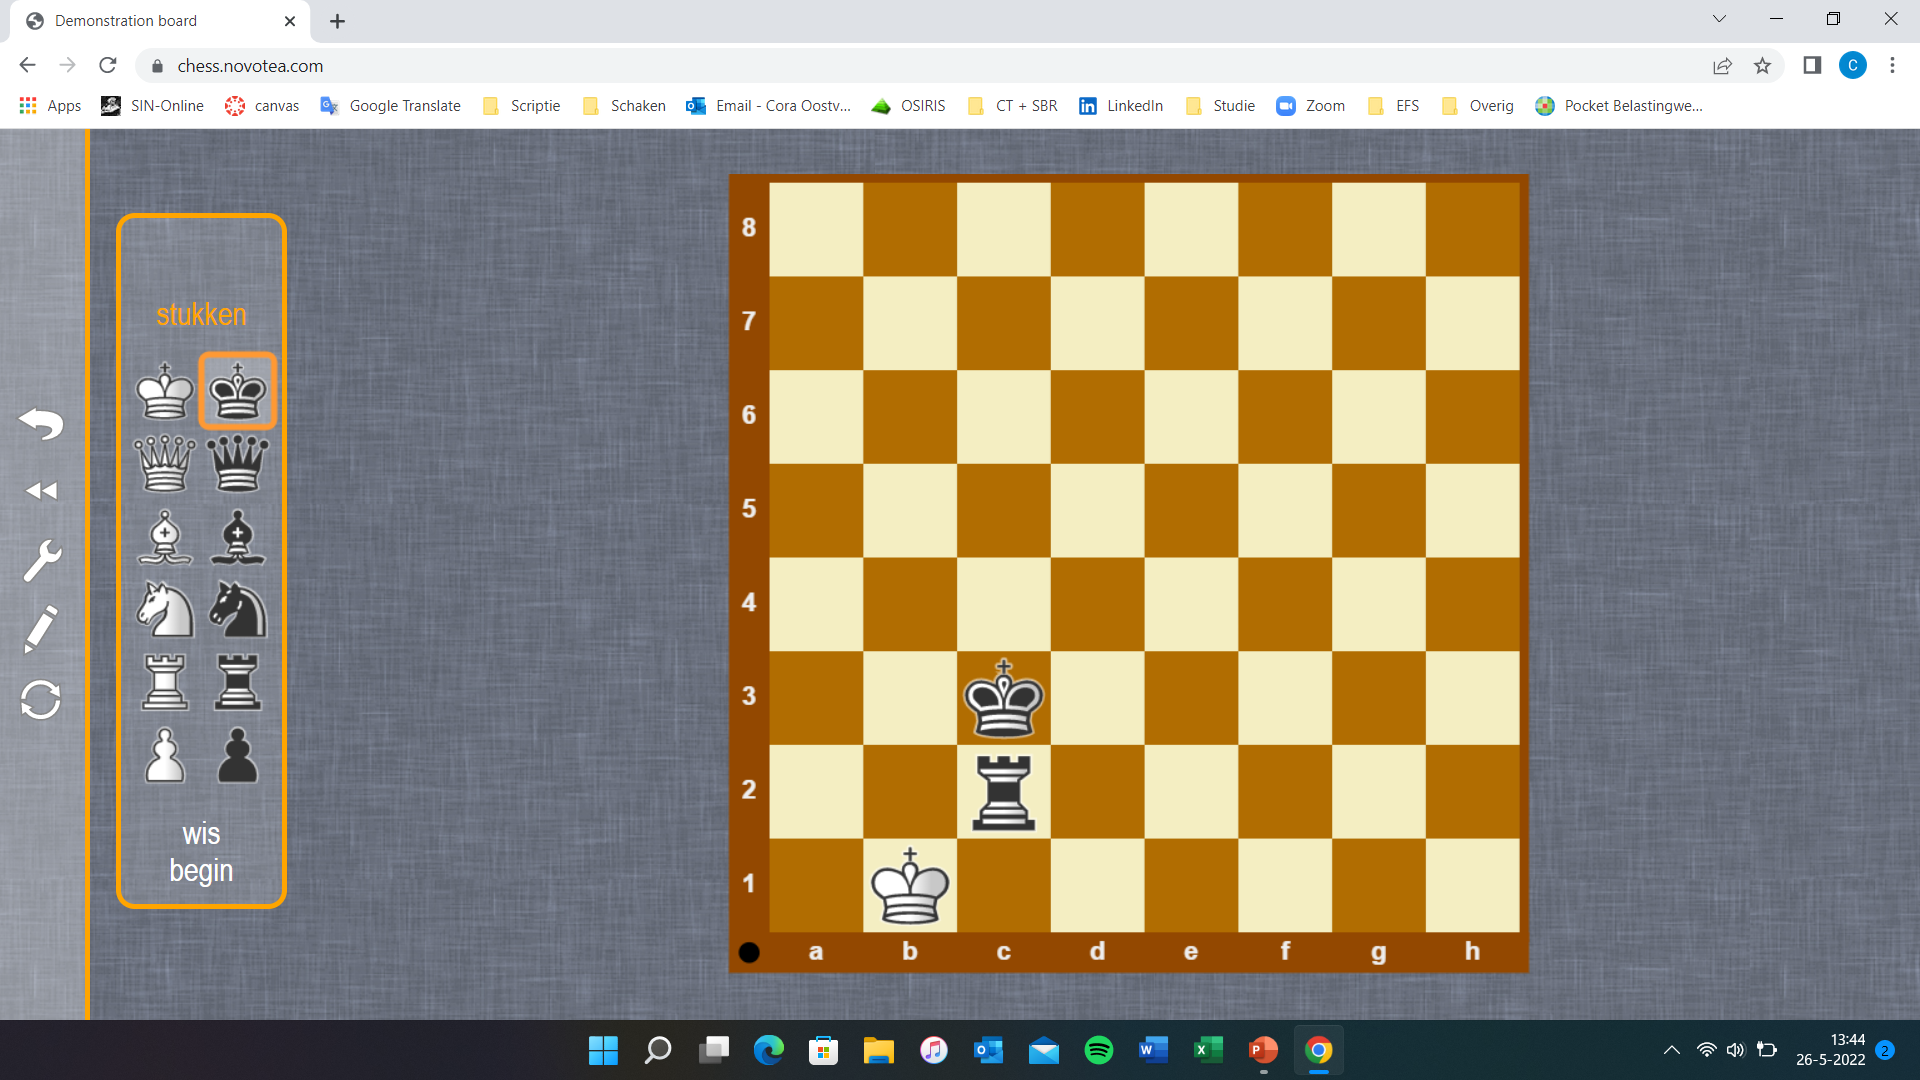 Demonstration board
chess.novotea.com
C
Apps SIN-Online canvas Google Translate Scriptie Schaken Email - Cora Oostv... OSIRIS CT + SBR LinkedIn Studie Zoom EFS Overig Pocket Belastingwe...
stukken
wis
begin
8
7
6
5
4
3
2
1
a b c d e f g h
13:44
26-5-2022
2